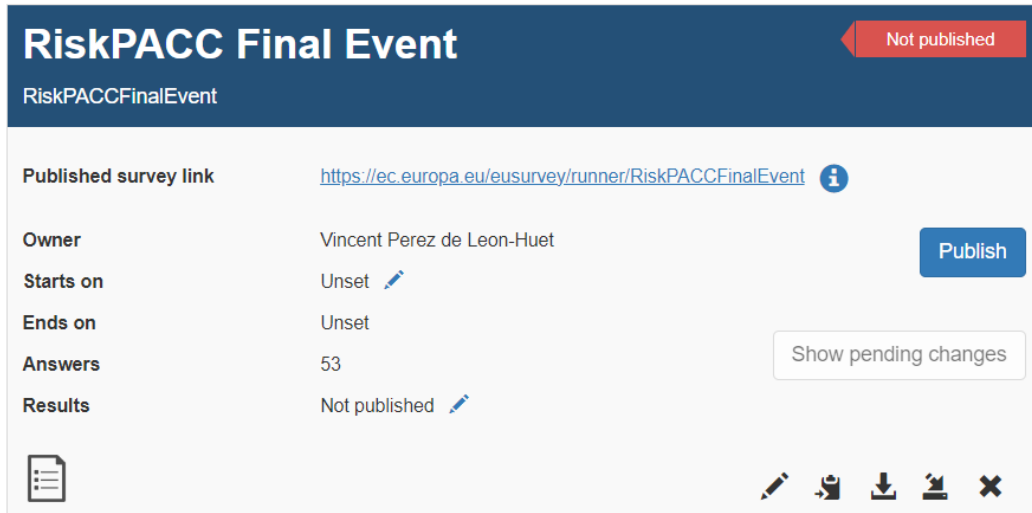 RiskPACC Final Event
Not published
RiskPACCFinalEvent
Published survey link https://ec.europa.eu/eusurvey/runner/RiskPACCFinalEvent
Owner Vincent Perez de Leon-Huet
Publish
Starts on Unset
Ends on Unset
Show pending changes
Answers 53
Results Not published